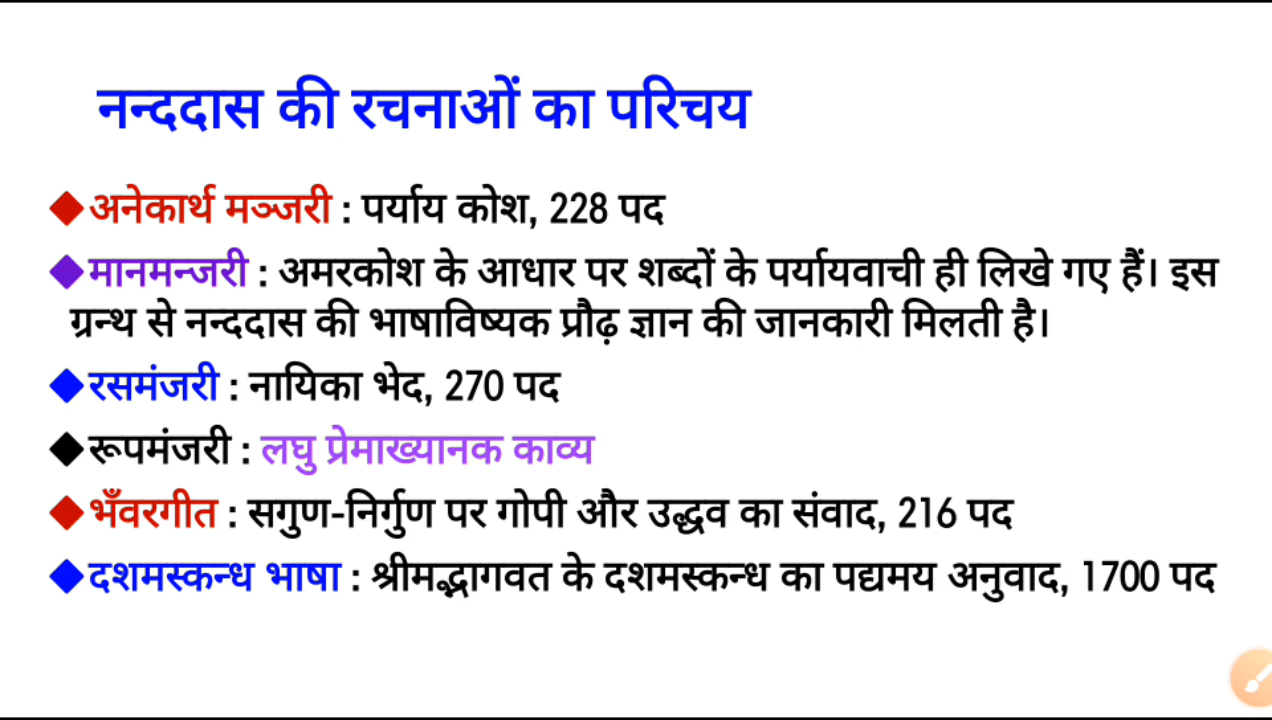 नन्ददास की रचनाओं का परिचय
अनेकार्थ मञ्जरी : पर्याय कोश, 228 पद
मानमन्जरी : अमरकोश के आधार पर शब्दों के पर्यायवाची ही लिखे गए हैं। इस
ग्रन्थ से नन्ददास की भाषाविष्यक प्रौढ़ ज्ञान की जानकारी मिलती है।
रसमंजरी : नायिका भेद, 270 पद
रूपमंजरी : लघु प्रेमाख्यानक काव्य
भँवरगीत : सगुण-निर्गुण पर गोपी और उद्धव का संवाद, 216 पद
दशमस्कन्ध भाषा : श्रीमद्भागवत के दशमस्कन्ध का पद्यमय अनुवाद, 1700 पद